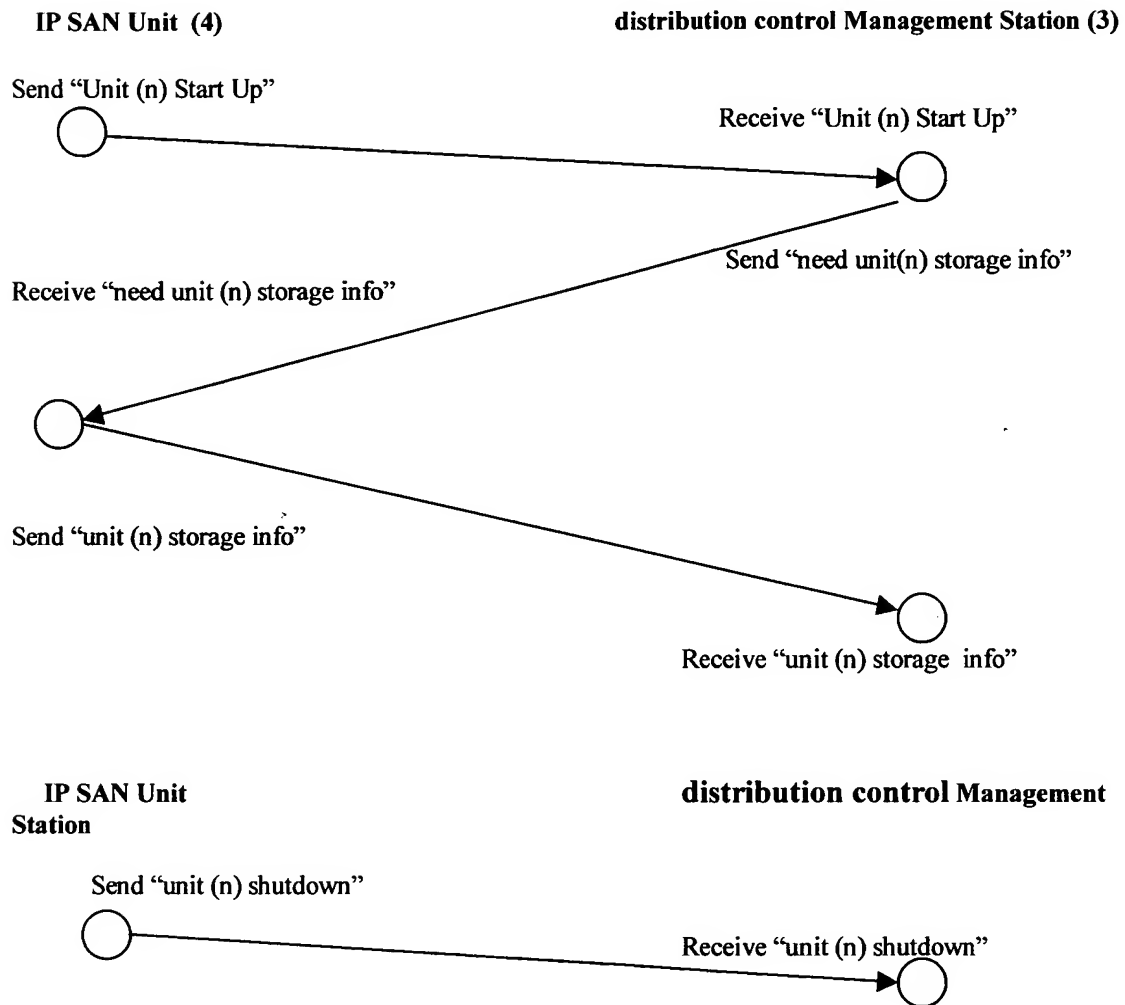 IP SAN Unit (4) distribution control Management Station (3)
Send “Unit (n) Start Up”
Receive “Unit (n) Start Up”
Send “need unit(n) storage info”
Receive “need unit (n) storage info”
Send “unit (n) storage info”
Receive “unit (n) storage info”
IP SAN Unit distribution control Management
Station
Send “unit (n) shutdown”
Receive “unit (n) shutdown”